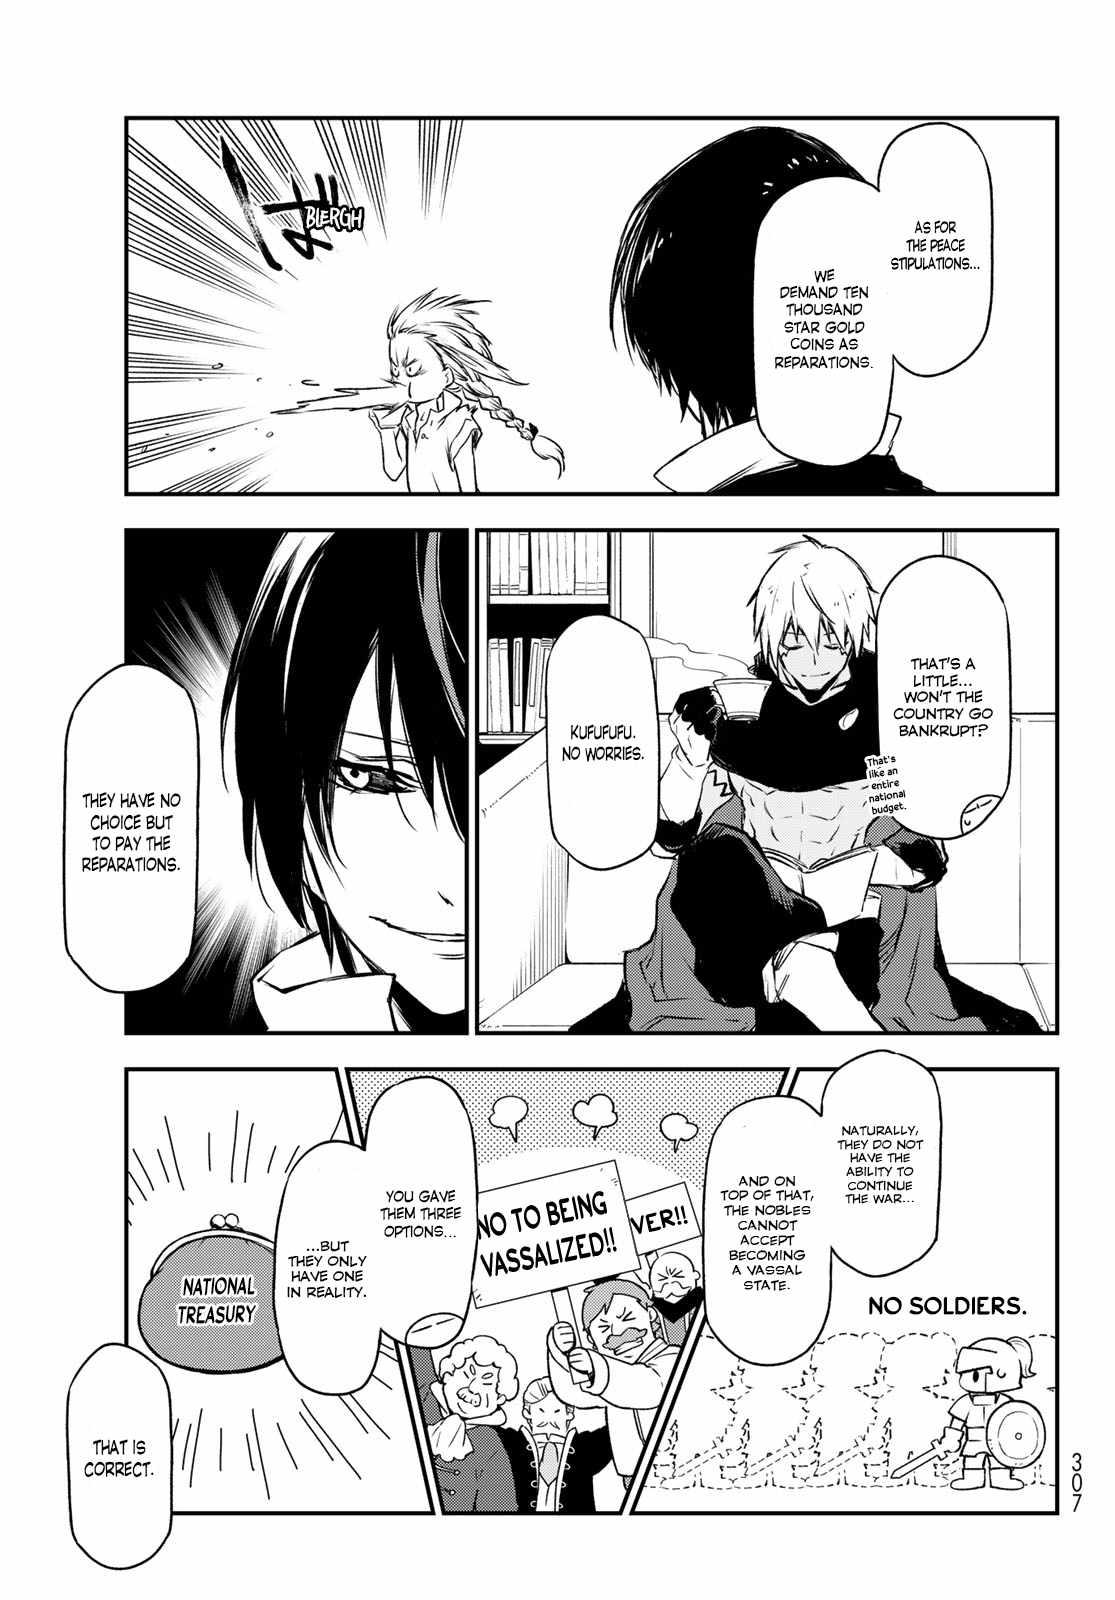 AS FOR
THE PEACE
STIPULATIONS...
WE
DEMAND TEN
THOUSAND
STAR GOLD
COINS AS
REPARATIONS.
ばー
BLERGH
THAT'S A
LITTLE...
WON'T THE
COUNTRY GO
BANKRUPT?
That's
like an
entire
national
budget.
KUFUFUFU.
NO WORRIES.
THEY HAVE NO
CHOICE BUT
TO PAY THE
REPARATIONS.
NATURALLY,
THEY DO NOT
HAVE THE
ABILITY TO
CONTINUE
THE WAR...
NO SOLDIERS.
AND ON
TOP OF THAT,
THE NOBLES
CANNOT
ACCEPT
BECOMING
A VASSAL
STATE.
VER!!
NO TO BEING
VASSALIZED!!
YOU GAVE
THEM THREE
OPTIONS...
...BUT
THEY ONLY
HAVE ONE
IN REALITY.
NATIONAL
TREASURY
THAT IS
CORRECT.
307